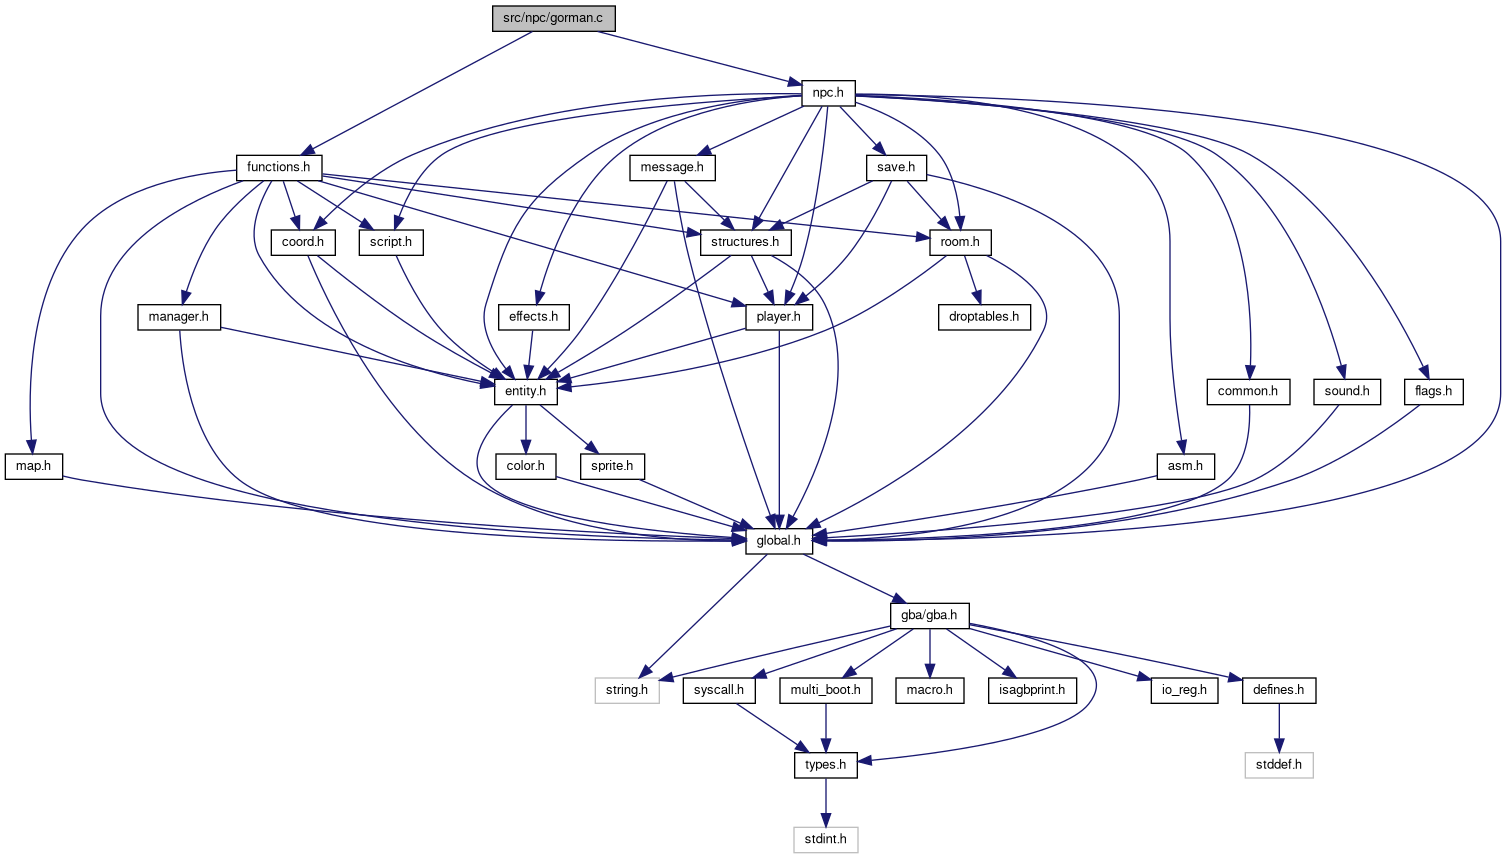 src/npc/gorman.c
npc.h
functions.h
message.h
save.h
coord.h
script.h
structures.h
room.h
manager.h
effects.h
player.h
droptables.h
entity.h
common.h
sound.h
flags.h
map.h
color.h
sprite.h
asm.h
global.h
gba/gba.h
string.h
syscall.h
multi_boot.h
macro.h
isagbprint.h
io_reg.h
defines.h
types.h
stddef.h
stdint.h